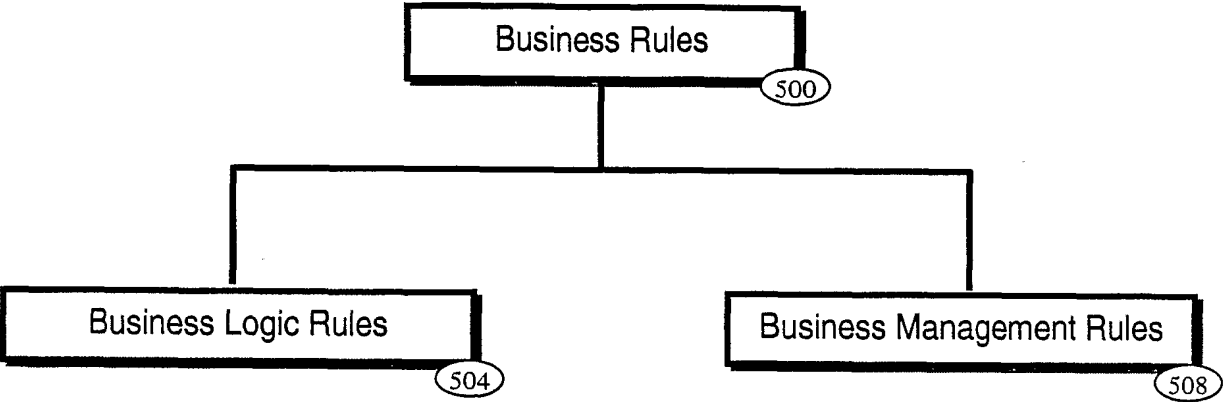 Business Rules
500
Business Logic Rules
504
Business Management Rules
508